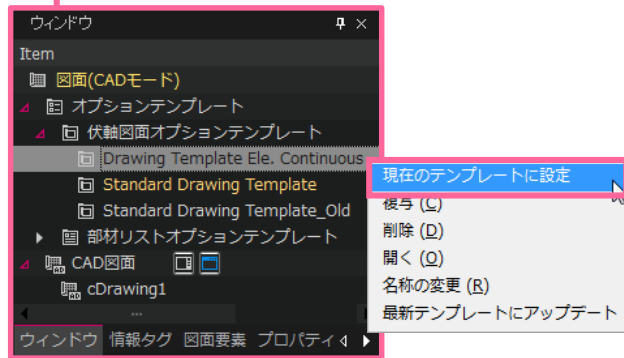 ウィンドウ
Item
図面(CADモード)
オプションテンプレート
伏軸図面オプションテンプレート
Drawing Template Ele. Continuous
Standard Drawing Template
Standard Drawing Template_Old
部材リストオプションテンプレート
CAD図面
cDrawing1
ウィンドウ 情報タグ 図面要素 プロパティ
現在のテンプレートに設定
複写 (C)
削除 (D)
開く (O)
名称の変更 (R)
最新テンプレートにアップデート